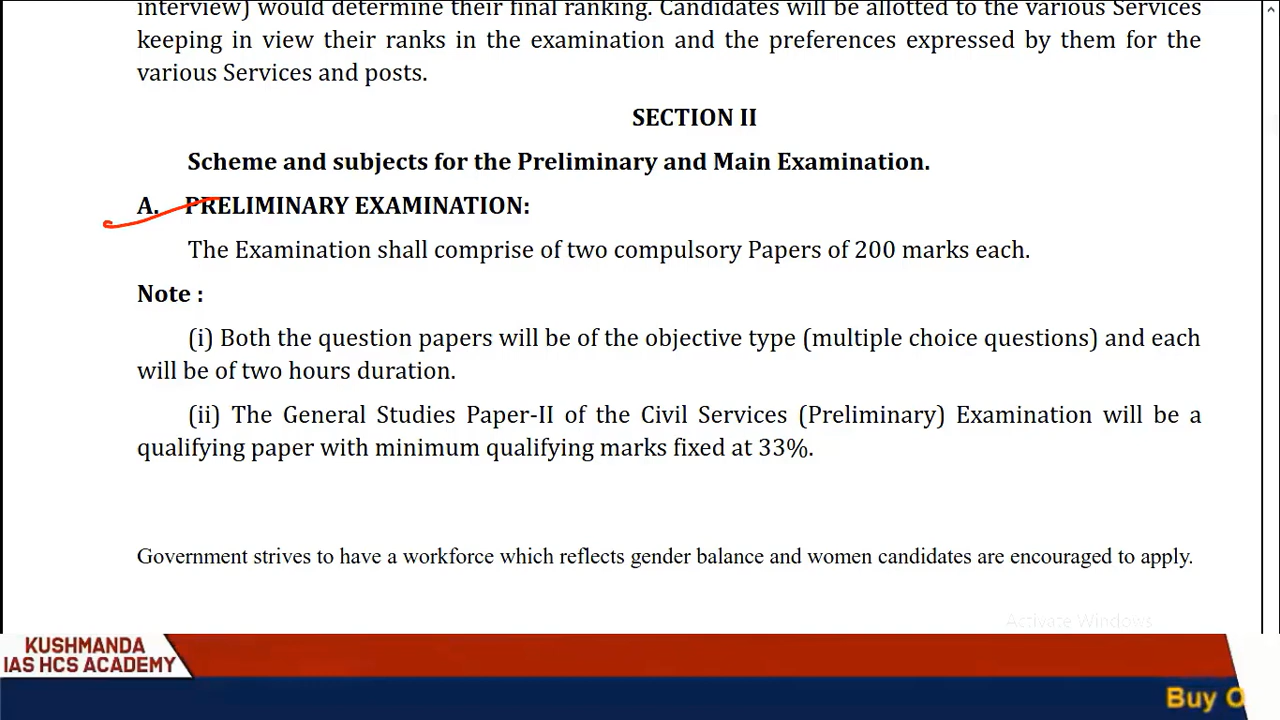 interview) would determine their final ranking. Candidates will be allotted to the various Services
keeping in view their ranks in the examination and the preferences expressed by them for the
various Services and posts.
SECTION II
Scheme and subjects for the Preliminary and Main Examination.
A. PRELIMINARY EXAMINATION:
The Examination shall comprise of two compulsory Papers of 200 marks each.
Note :
(i) Both the question papers will be of the objective type (multiple choice questions) and each
will be of two hours duration.
(ii) The General Studies Paper-II of the Civil Services (Preliminary) Examination will be a
qualifying paper with minimum qualifying marks fixed at 33%.
Government strives to have a workforce which reflects gender balance and women candidates are encouraged to apply.
Activate Windows
KUSHMANDA
IAS HCS ACADEMY
Buy